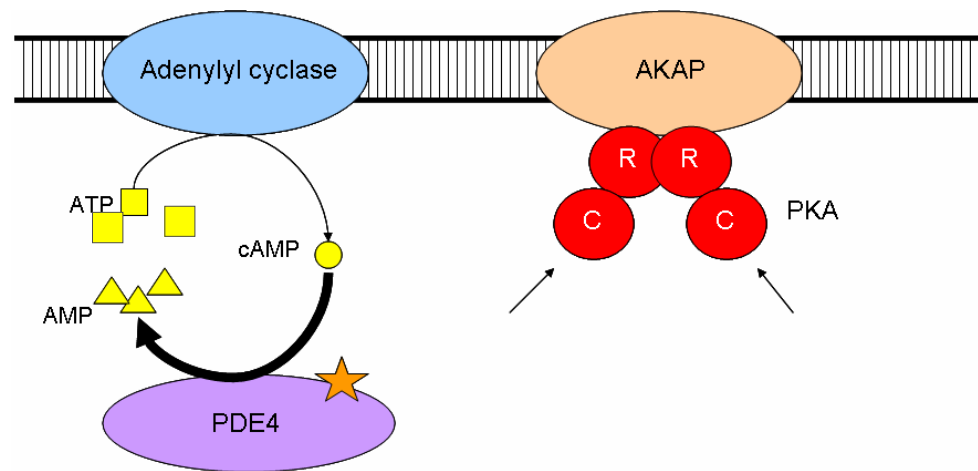 Adenylyl cyclase
AKAP
R R
C C
PKA
ATP
cAMP
AMP
PDE4